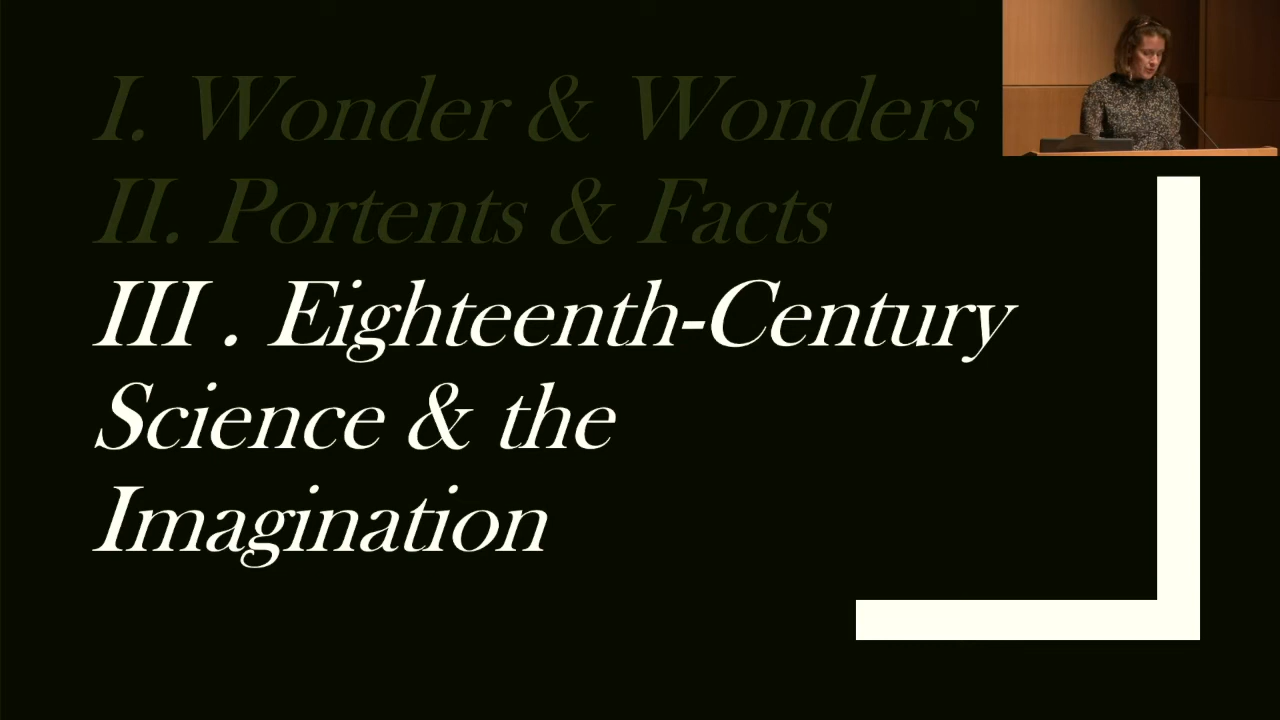 I. Wonder & Wonders
II. Portents & Facts
III . Eighteenth-Century
Science & the
Imagination